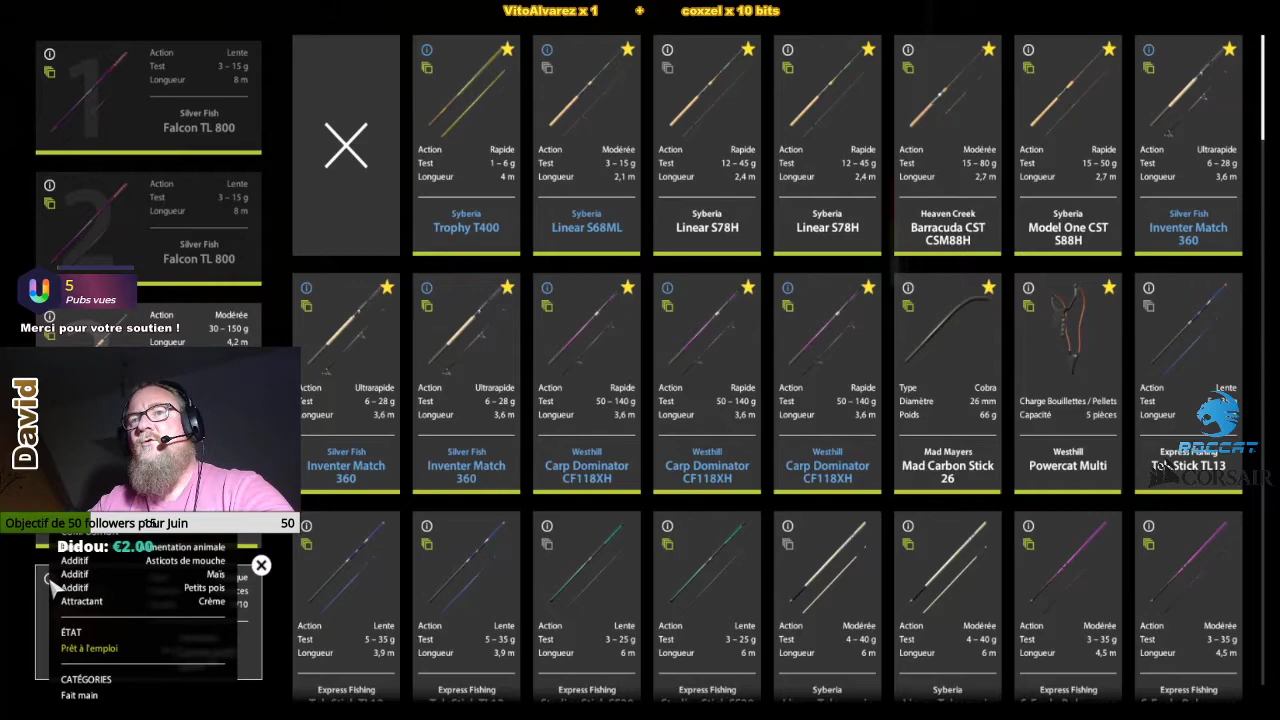 VitoAlvarez x 1 + coxzel x 10 bits
1
Action Lente
Test 3 – 15 g
Longueur 8 m
Silver Fish
Falcon TL 800
2
Action Lente
Test 3 – 15 g
Longueur 8 m
Silver Fish
Falcon TL 800
Modérée
30 – 150 g
4,2 m
5
Pubs vues
Merci pour votre soutien !
David
Objectif de 50 followers pour Juin
50
Didou: €2.00
Alimentation animale
Additif Asticots de mouche
Additif Maïs
Additif Petits pois
Attractant Crème
ÉTAT
Prêt à l'emploi
CATÉGORIES
Fait main
Action Rapide
Test 1 – 6 g
Longueur 4 m
Syberia
Trophy T400
Action Modérée
Test 3 – 15 g
Longueur 2,1 m
Syberia
Linear S68ML
Action Rapide
Test 12 – 45 g
Longueur 2,4 m
Syberia
Linear S78H
Action Rapide
Test 12 – 45 g
Longueur 2,4 m
Syberia
Linear S78H
Action Modérée
Test 15 – 80 g
Longueur 2,7 m
Heaven Creek
Barracuda CST
CSM88H
Action Rapide
Test 15 – 50 g
Longueur 2,7 m
Syberia
Model One CST
S88H
Action Ultrarapide
Test 6 – 28 g
Longueur 3,6 m
Silver Fish
Inventer Match
360
Action Ultrarapide
Test 6 – 28 g
Longueur 3,6 m
Silver Fish
Inventer Match
360
Action Ultrarapide
Test 6 – 28 g
Longueur 3,6 m
Silver Fish
Inventer Match
360
Action Rapide
Test 50 – 140 g
Longueur 3,6 m
Westhill
Carp Dominator
CF118XH
Action Rapide
Test 50 – 140 g
Longueur 3,6 m
Westhill
Carp Dominator
CF118XH
Action Rapide
Test 50 – 140 g
Longueur 3,6 m
Westhill
Carp Dominator
CF118XH
Type Cobra
Diamètre 26 mm
Poids 66 g
Mad Mayers
Mad Carbon Stick
26
Charge Bouillettes / Pellets
Capacité 5 pièces
Westhill
Powercat Multi
Action Lente
Test
Longueur
Express Fishing
Tele Stick TL13
ROCCAT
CORSAIR
Action Lente
Test 5 – 35 g
Longueur 3,9 m
Express Fishing
Action Lente
Test 5 – 35 g
Longueur 3,9 m
Express Fishing
Action Lente
Test 3 – 25 g
Longueur 6 m
Express Fishing
Action Lente
Test 3 – 25 g
Longueur 6 m
Express Fishing
Action Modérée
Test 4 – 40 g
Longueur 6 m
Syberia
Action Modérée
Test 4 – 40 g
Longueur 6 m
Syberia
Action Modérée
Test 3 – 35 g
Longueur 4,5 m
Express Fishing
Action Modérée
Test 3 – 35 g
Longueur 4,5 m
Express Fishing